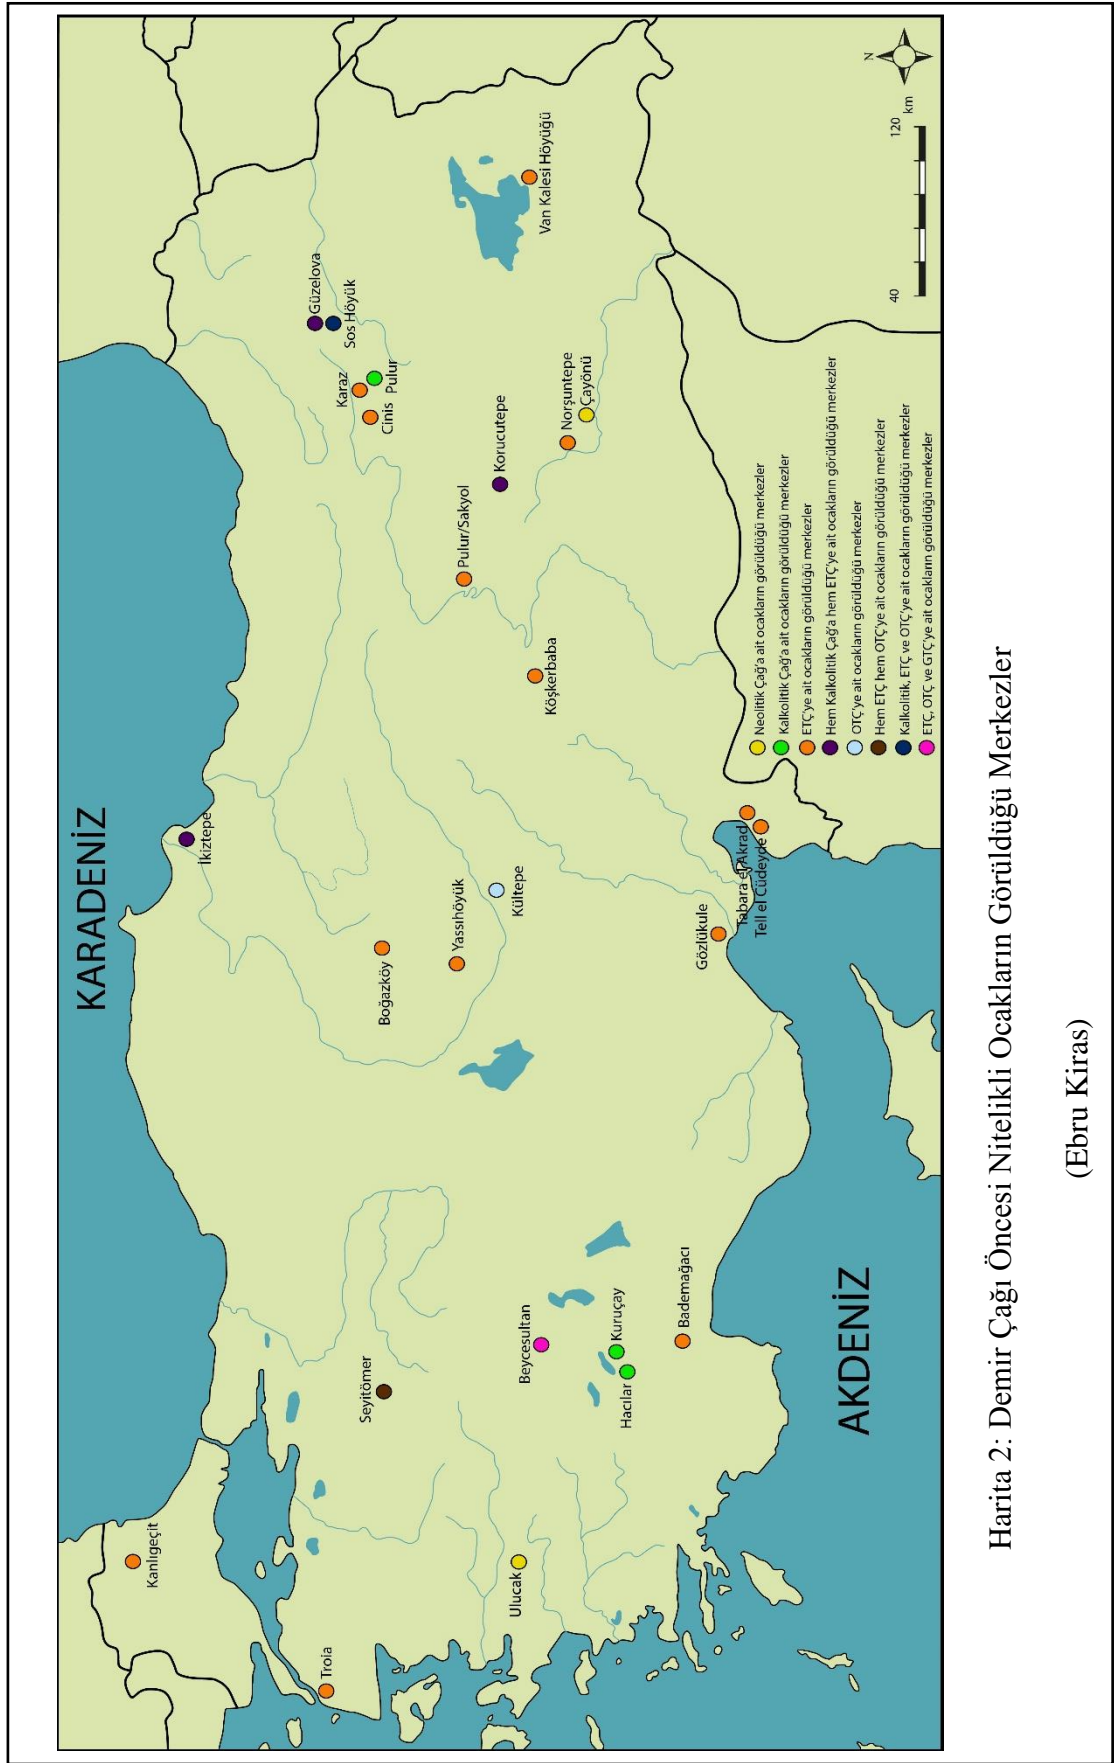 KARADENİZ
Kanlıgeçit
Troia
Seyitömer
Ulucak
Beycesultan
Hacılar
Kuruçay
Bademağacı
İkiztepe
Boğazköy
Yassıhöyük
Kültepe
Gözlükule
Tabara el Akrad
Tell el Cüdeyde
Köşkerbaba
Pulur/Sakyol
Korucutepe
Norşuntepe
Çayönü
Karaz
Cinis
Pulur
Güzelova
Sos Höyük
Van Kalesi Höyüğü
AKDENİZ
Neolitik Çağ'a ait ocakların görüldüğü merkezler
Kalkolitik Çağ'a ait ocakların görüldüğü merkezler
ETÇ'ye ait ocakların görüldüğü merkezler
Hem Kalkolitik Çağ'a hem ETÇ'ye ait ocakların görüldüğü merkezler
OTÇ'ye ait ocakların görüldüğü merkezler
Hem ETÇ hem OTÇ'ye ait ocakların görüldüğü merkezler
Kalkolitik, ETÇ ve OTÇ'ye ait ocakların görüldüğü merkezler
ETÇ, OTÇ ve GTÇ'ye ait ocakların görüldüğü merkezler
N
40 120
km
Harita 2: Demir Çağı Öncesi Nitelikli Ocakların Görüldüğü Merkezler
(Ebru Kiras)